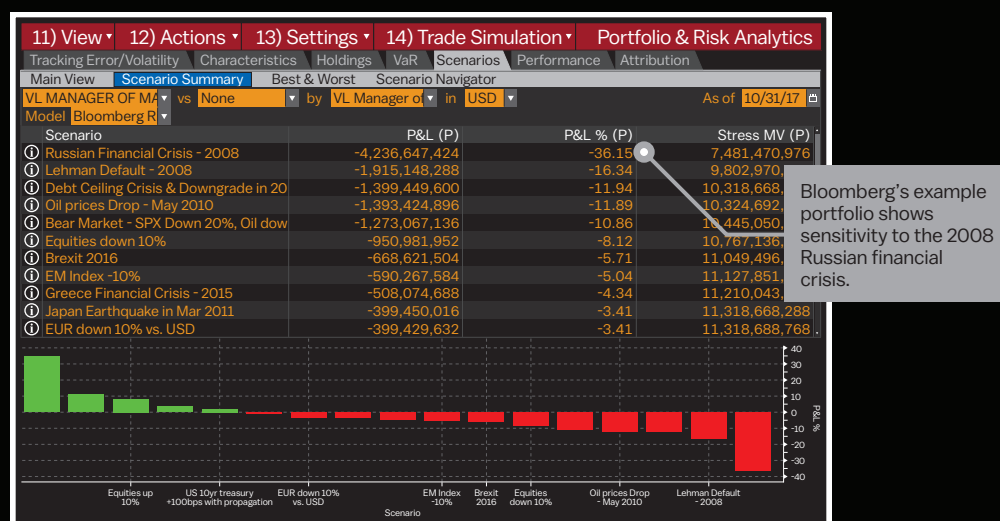 11) View 12) Actions 13) Settings 14) Trade Simulation Portfolio & Risk Analytics
Tracking Error/Volatility Characteristics Holdings VaR Scenarios Performance Attribution
Main View Scenario Summary Best & Worst Scenario Navigator
VL MANAGER OF MA vs None by VL Manager of in USD As of 10/31/17
Model Bloomberg R
Scenario P&L (P) P&L % (P) Stress MV (P)
Russian Financial Crisis - 2008 -4,236,647,424 -36.15 7,481,470,976
Lehman Default - 2008 -1,915,148,288 -16.34 9,802,970,
Debt Ceiling Crisis & Downgrade in 20 -1,399,449,600 -11.94 10,318,668,
Oil prices Drop - May 2010 -1,393,424,896 -11.89 10,324,692,
Bear Market - SPX Down 20%, Oil dow -1,273,067,136 -10.86 10,445,050,
Equities down 10% -950,981,952 -8.12 10,767,136,
Brexit 2016 -668,621,504 -5.71 11,049,496,
EM Index -10% -590,267,584 -5.04 11,127,851,
Greece Financial Crisis - 2015 -508,074,688 -4.34 11,210,043,
Japan Earthquake in Mar 2011 -399,450,016 -3.41 11,318,668,288
EUR down 10% vs. USD -399,429,632 -3.41 11,318,688,768
Bloomberg's example
portfolio shows
sensitivity to the 2008
Russian financial
crisis.
40
30
20
10
0
-10
-20
-30
-40
P&L %
Equities up
10%
US 10yr treasury
+100bps with propagation
EUR down 10%
vs. USD
EM Index
-10%
Brexit
2016
Equities
down 10%
Oil prices Drop
- May 2010
Lehman Default
- 2008
Scenario